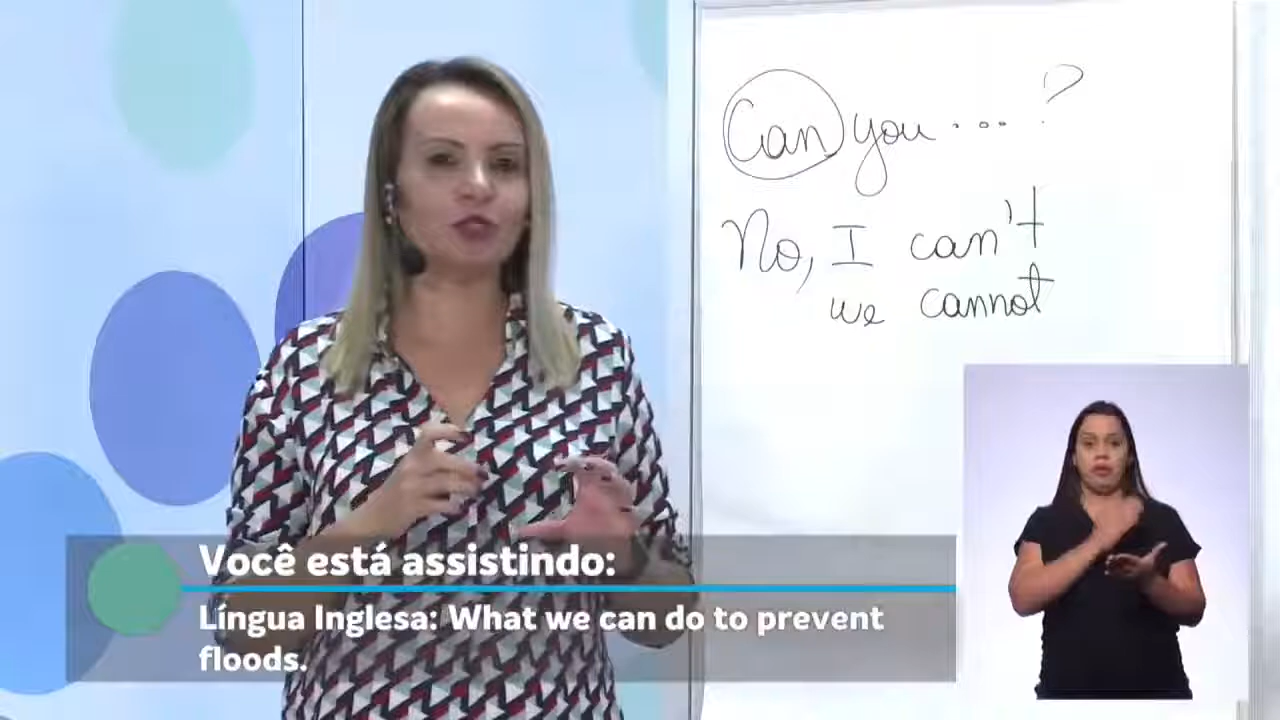 Can you ....?
No, I can't
we cannot
Você está assistindo:
Língua Inglesa: What we can do to prevent
floods.